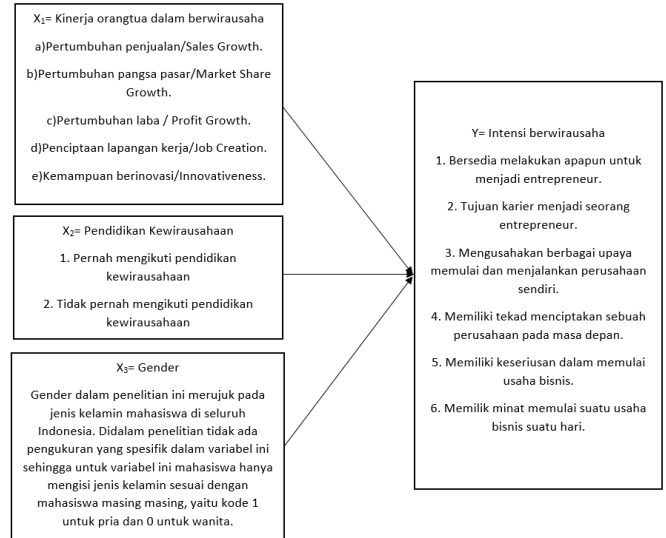 X₁= Kinerja orangtua dalam berwirausaha
a)Pertumbuhan penjualan/Sales Growth.
b)Pertumbuhan pangsa pasar/Market Share
Growth.
c)Pertumbuhan laba / Profit Growth.
d)Penciptaan lapangan kerja/Job Creation.
e)Kemampuan berinovasi/Innovativeness.
X₂= Pendidikan Kewirausahaan
1. Pernah mengikuti pendidikan
kewirausahaan
2. Tidak pernah mengikuti pendidikan
kewirausahaan
X₃= Gender
Gender dalam penelitian ini merujuk pada
jenis kelamin mahasiswa di seluruh
Indonesia. Didalam penelitian tidak ada
pengukuran yang spesifik dalam variabel ini
sehingga untuk variabel ini mahasiswa hanya
mengisi jenis kelamin sesuai dengan
mahasiswa masing masing, yaitu kode 1
untuk pria dan 0 untuk wanita.
Y= Intensi berwirausaha
1. Bersedia melakukan apapun untuk
menjadi entrepreneur.
2. Tujuan karier menjadi seorang
entrepreneur.
3. Mengusahakan berbagai upaya
memulai dan menjalankan perusahaan
sendiri.
4. Memiliki tekad menciptakan sebuah
perusahaan pada masa depan.
5. Memiliki keseriusan dalam memulai
usaha bisnis.
6. Memilik minat memulai suatu usaha
bisnis suatu hari.